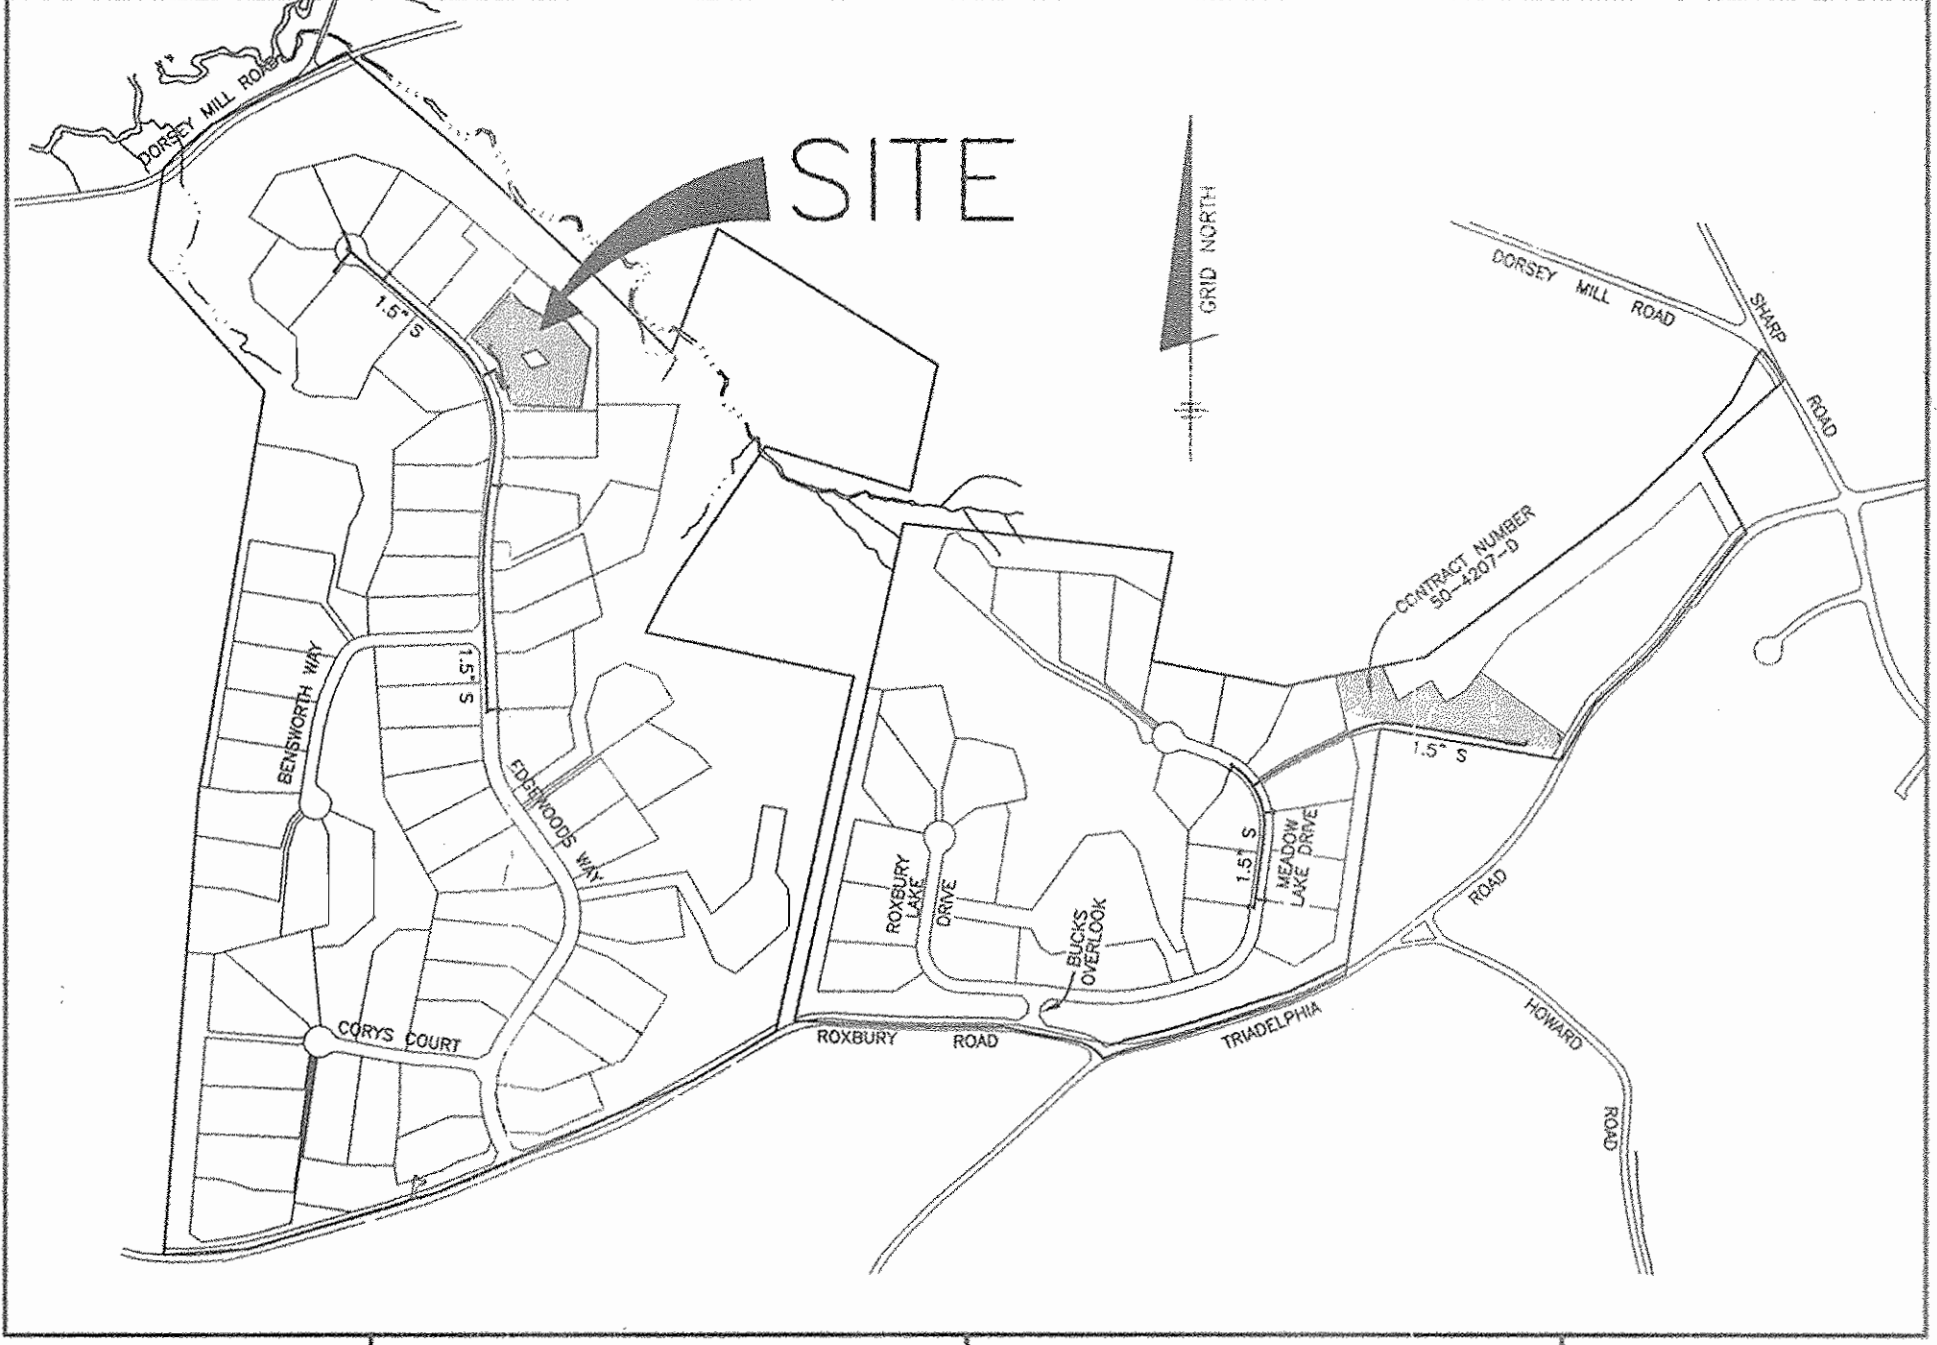 DORSEY MILL ROAD
SITE
GRID NORTH
DORSEY MILL ROAD
SHARP
ROAD
1.5" S
CONTRACT NUMBER
50-4207-D
BENSWORTH WAY
1.5" S
EDGEWOODS WAY
1.5" S
1.5" S
MEADOW
LAKE DRIVE
ROXBURY
LAKE
DRIVE
BUCKS
OVERLOOK
ROAD
CORYS COURT
ROXBURY ROAD
TRIADELPHIA
HOWARD
ROAD